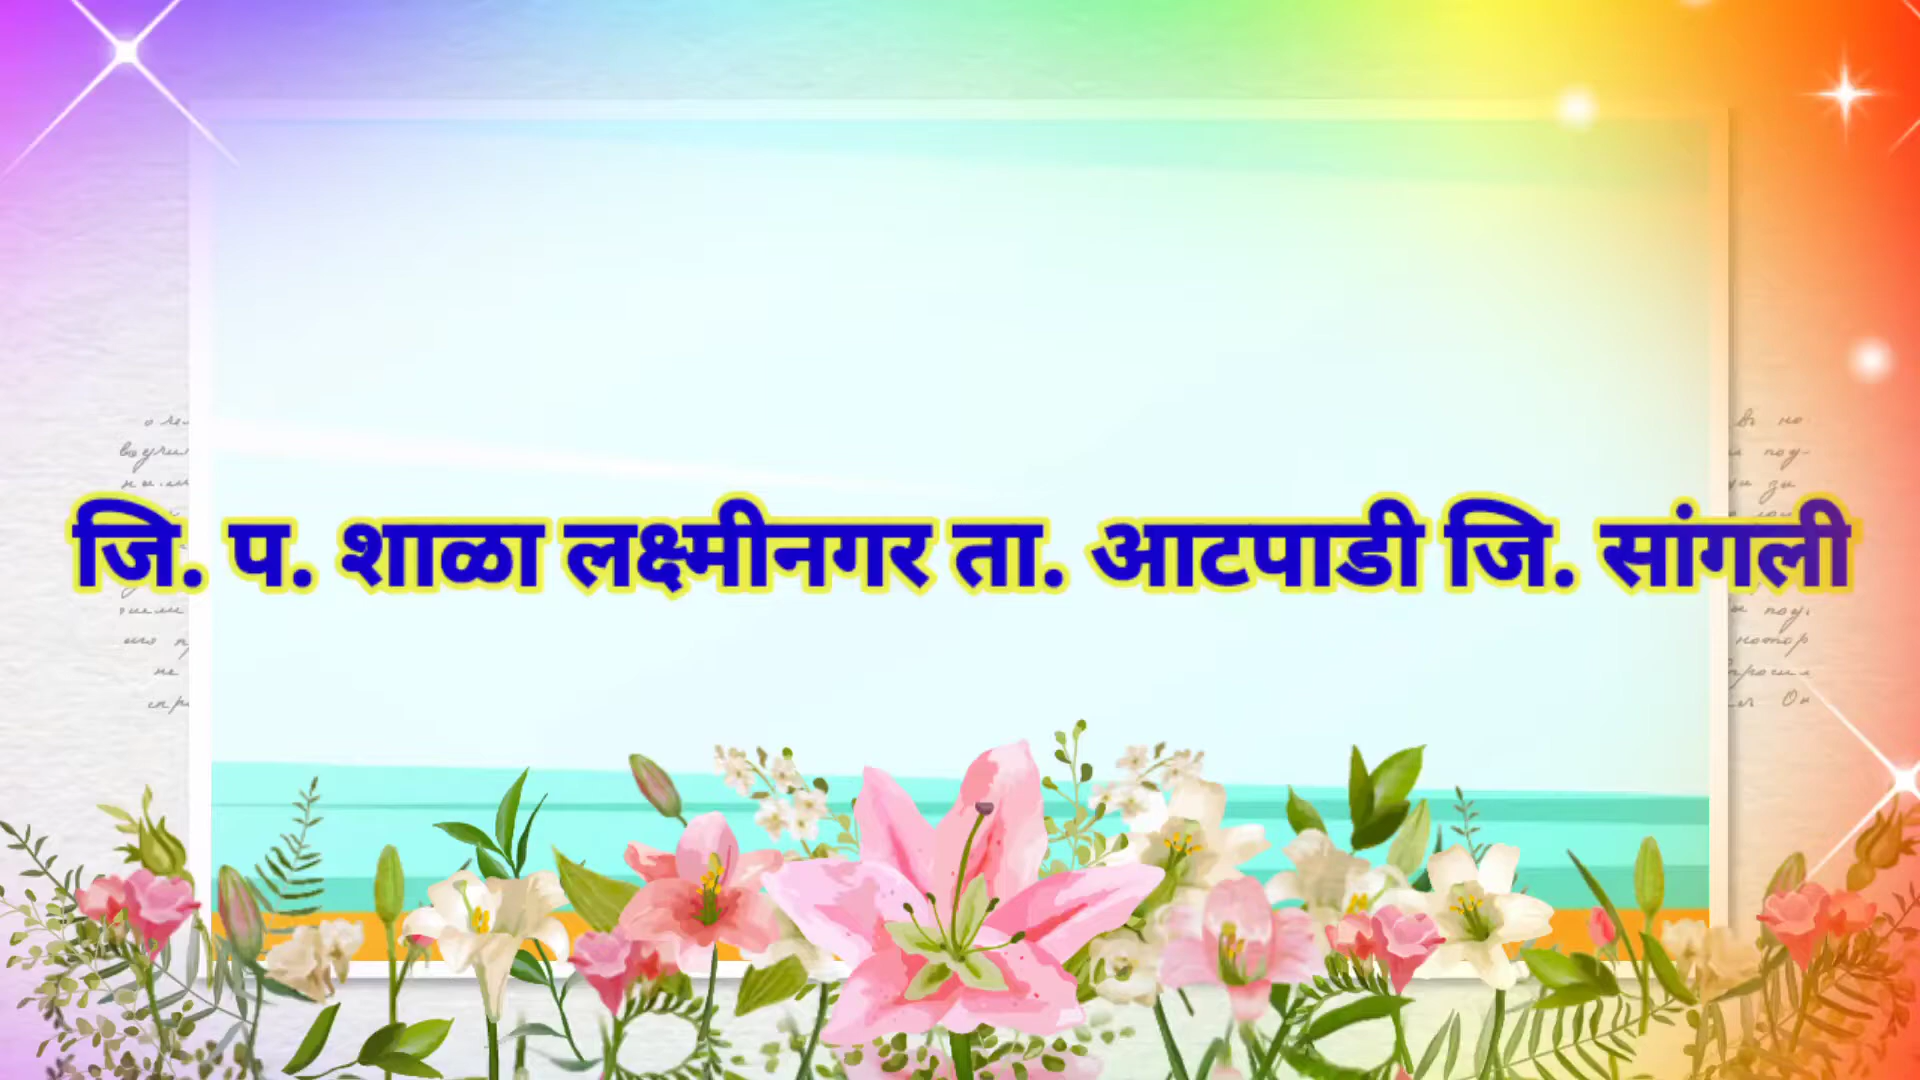 जि. प. शाळा लक्ष्मीनगर ता. आटपाडी जि. सांगली